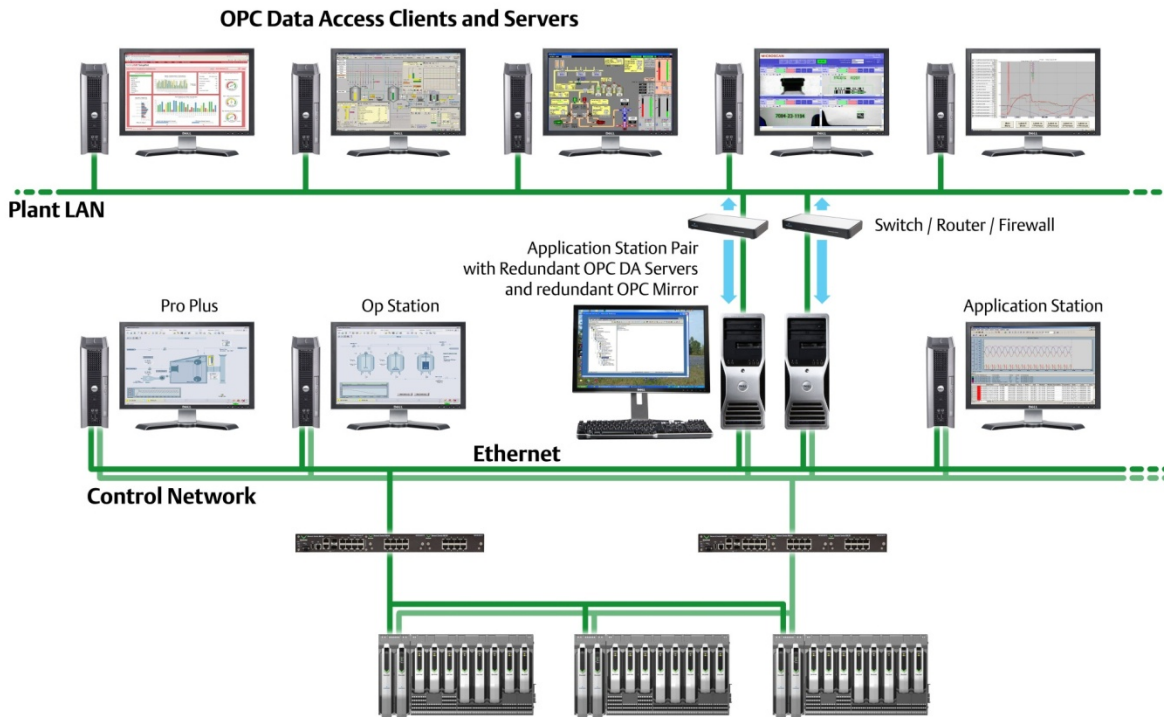 OPC Data Access Clients and Servers
Plant LAN
Switch / Router / Firewall
Application Station Pair
with Redundant OPC DA Servers
and redundant OPC Mirror
Pro Plus
Op Station
Application Station
Ethernet
Control Network